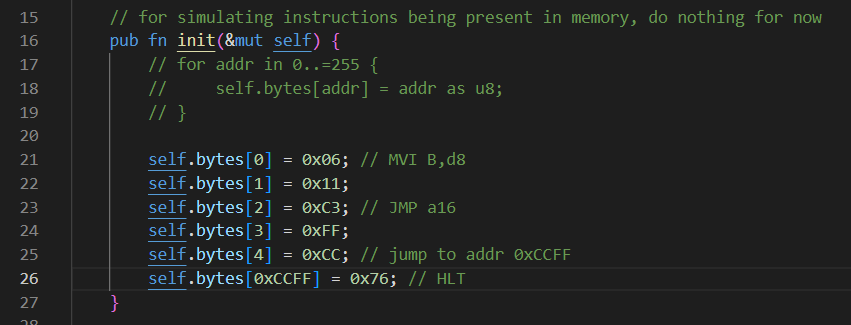 15 // for simulating instructions being present in memory, do nothing for now
16 pub fn init(&mut self) {
17 // for addr in 0..=255 {
18 //     self.bytes[addr] = addr as u8;
19 // }
20
21 self.bytes[0] = 0x06; // MVI B,d8
22 self.bytes[1] = 0x11;
23 self.bytes[2] = 0xC3; // JMP a16
24 self.bytes[3] = 0xFF;
25 self.bytes[4] = 0xCC; // jump to addr 0xCCFF
26 self.bytes[0xCCFF] = 0x76; // HLT
27 }
28